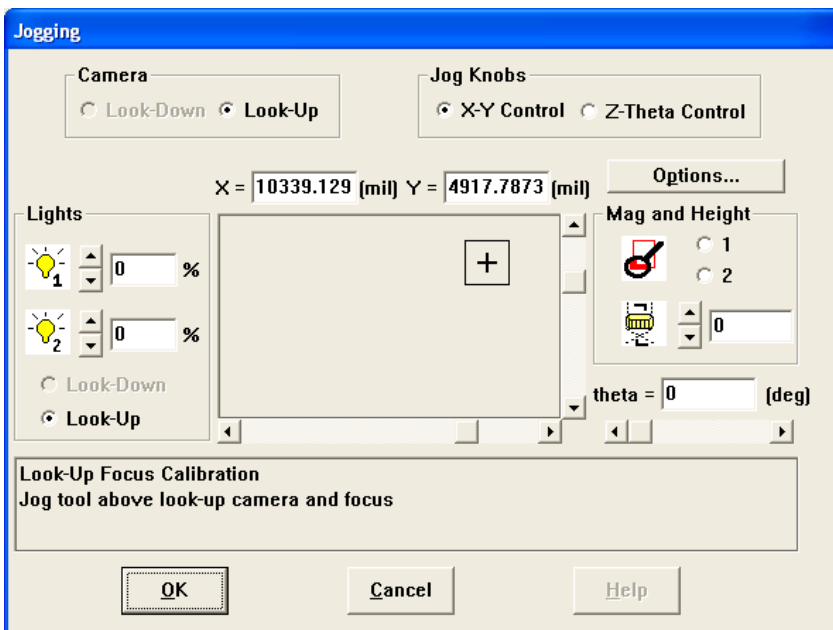 Jogging
Camera
Look-Down Look-Up
Jog Knobs
X-Y Control Z-Theta Control
X = 10339.129 (mil) Y = 4917.7873 (mil)
Options...
Lights
1 0 %
2 0 %
Look-Down
Look-Up
Mag and Height
1
2
0
theta = 0 (deg)
Look-Up Focus Calibration
Jog tool above look-up camera and focus
OK Cancel Help